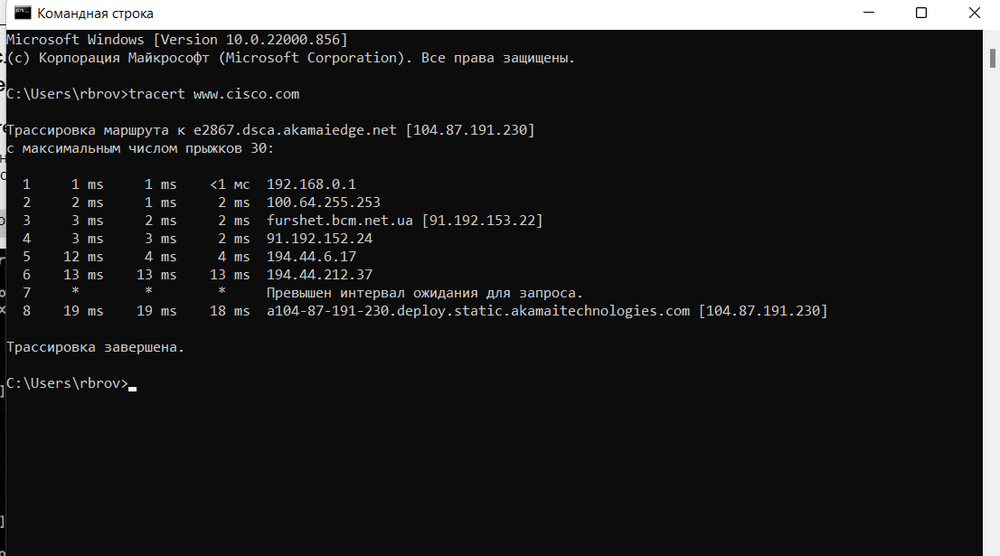 Командная строка
Microsoft Windows [Version 10.0.22000.856]
(c) Корпорация Майкрософт (Microsoft Corporation). Все права защищены.
C:\Users\rbrov>tracert www.cisco.com
Трассировка маршрута к e2867.dsca.akamaiedge.net [104.87.191.230]
с максимальным числом прыжков 30:
1 1 ms 1 ms <1 мс 192.168.0.1
2 2 ms 1 ms 2 ms 100.64.255.253
3 3 ms 2 ms 2 ms furshet.bcm.net.ua [91.192.153.22]
4 3 ms 3 ms 2 ms 91.192.152.24
5 12 ms 4 ms 4 ms 194.44.6.17
6 13 ms 13 ms 13 ms 194.44.212.37
7 * * * Превышен интервал ожидания для запроса.
8 19 ms 19 ms 18 ms a104-87-191-230.deploy.static.akamaitechnologies.com [104.87.191.230]
Трассировка завершена.
C:\Users\rbrov>